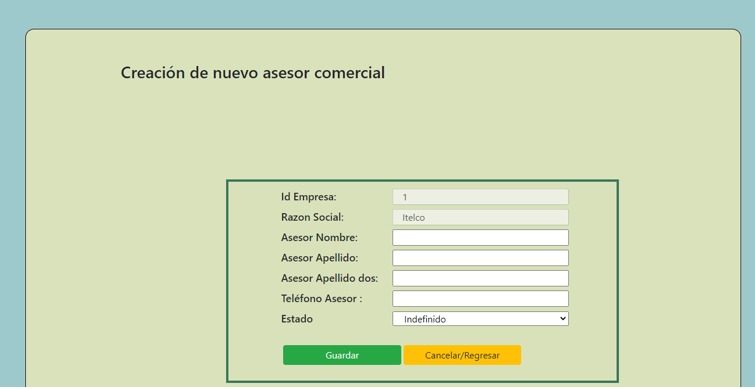 Creación de nuevo asesor comercial
Id Empresa: 1
Razon Social: Itelco
Asesor Nombre:
Asesor Apellido:
Asesor Apellido dos:
Teléfono Asesor :
Estado Indefinido
Guardar Cancelar/Regresar